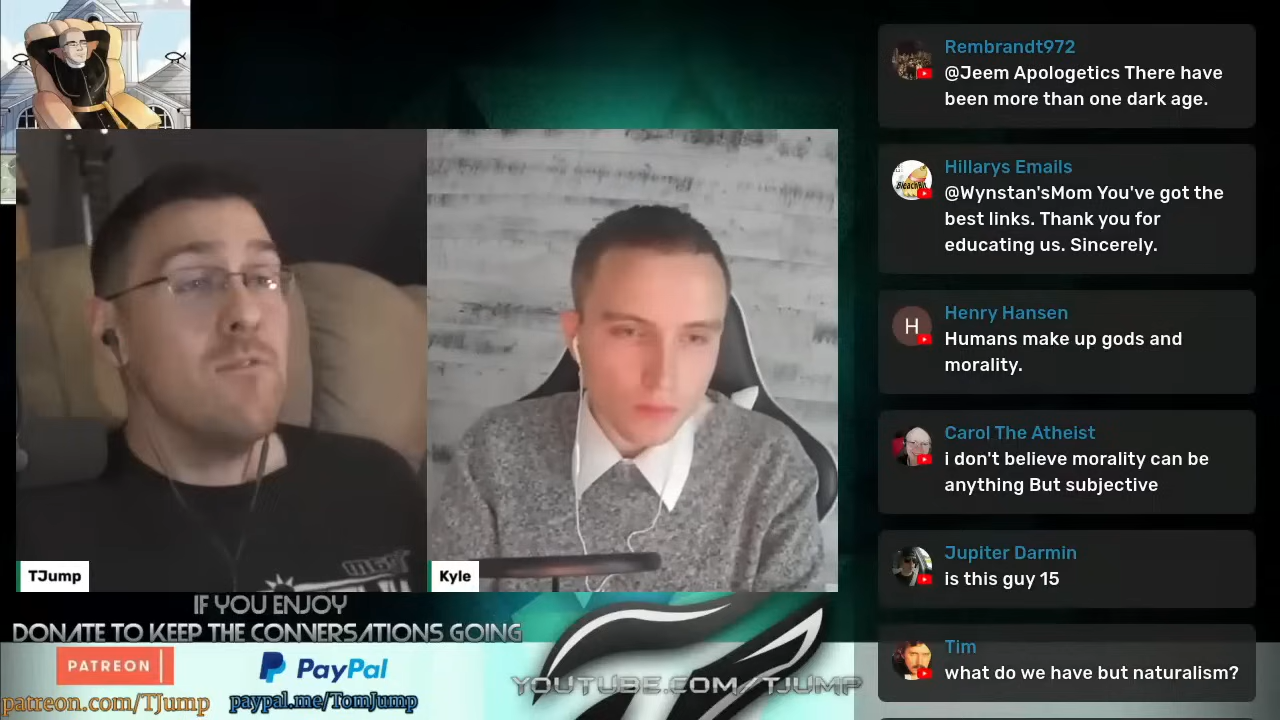 Rembrandt972
@Jeem Apologetics There have
been more than one dark age.
Hillarys Emails
@Wynstan'sMom You've got the
best links. Thank you for
educating us. Sincerely.
H
Henry Hansen
Humans make up gods and
morality.
Carol The Atheist
i don't believe morality can be
anything But subjective
Jupiter Darmin
is this guy 15
Tim
what do we have but naturalism?
TJump
Kyle
IF YOU ENJOY
DONATE TO KEEP THE CONVERSATIONS GOING
PATREON
PayPal
patreon.com/TJump
paypal.me/TomJump
YOUTUBE.COM/TJUMP